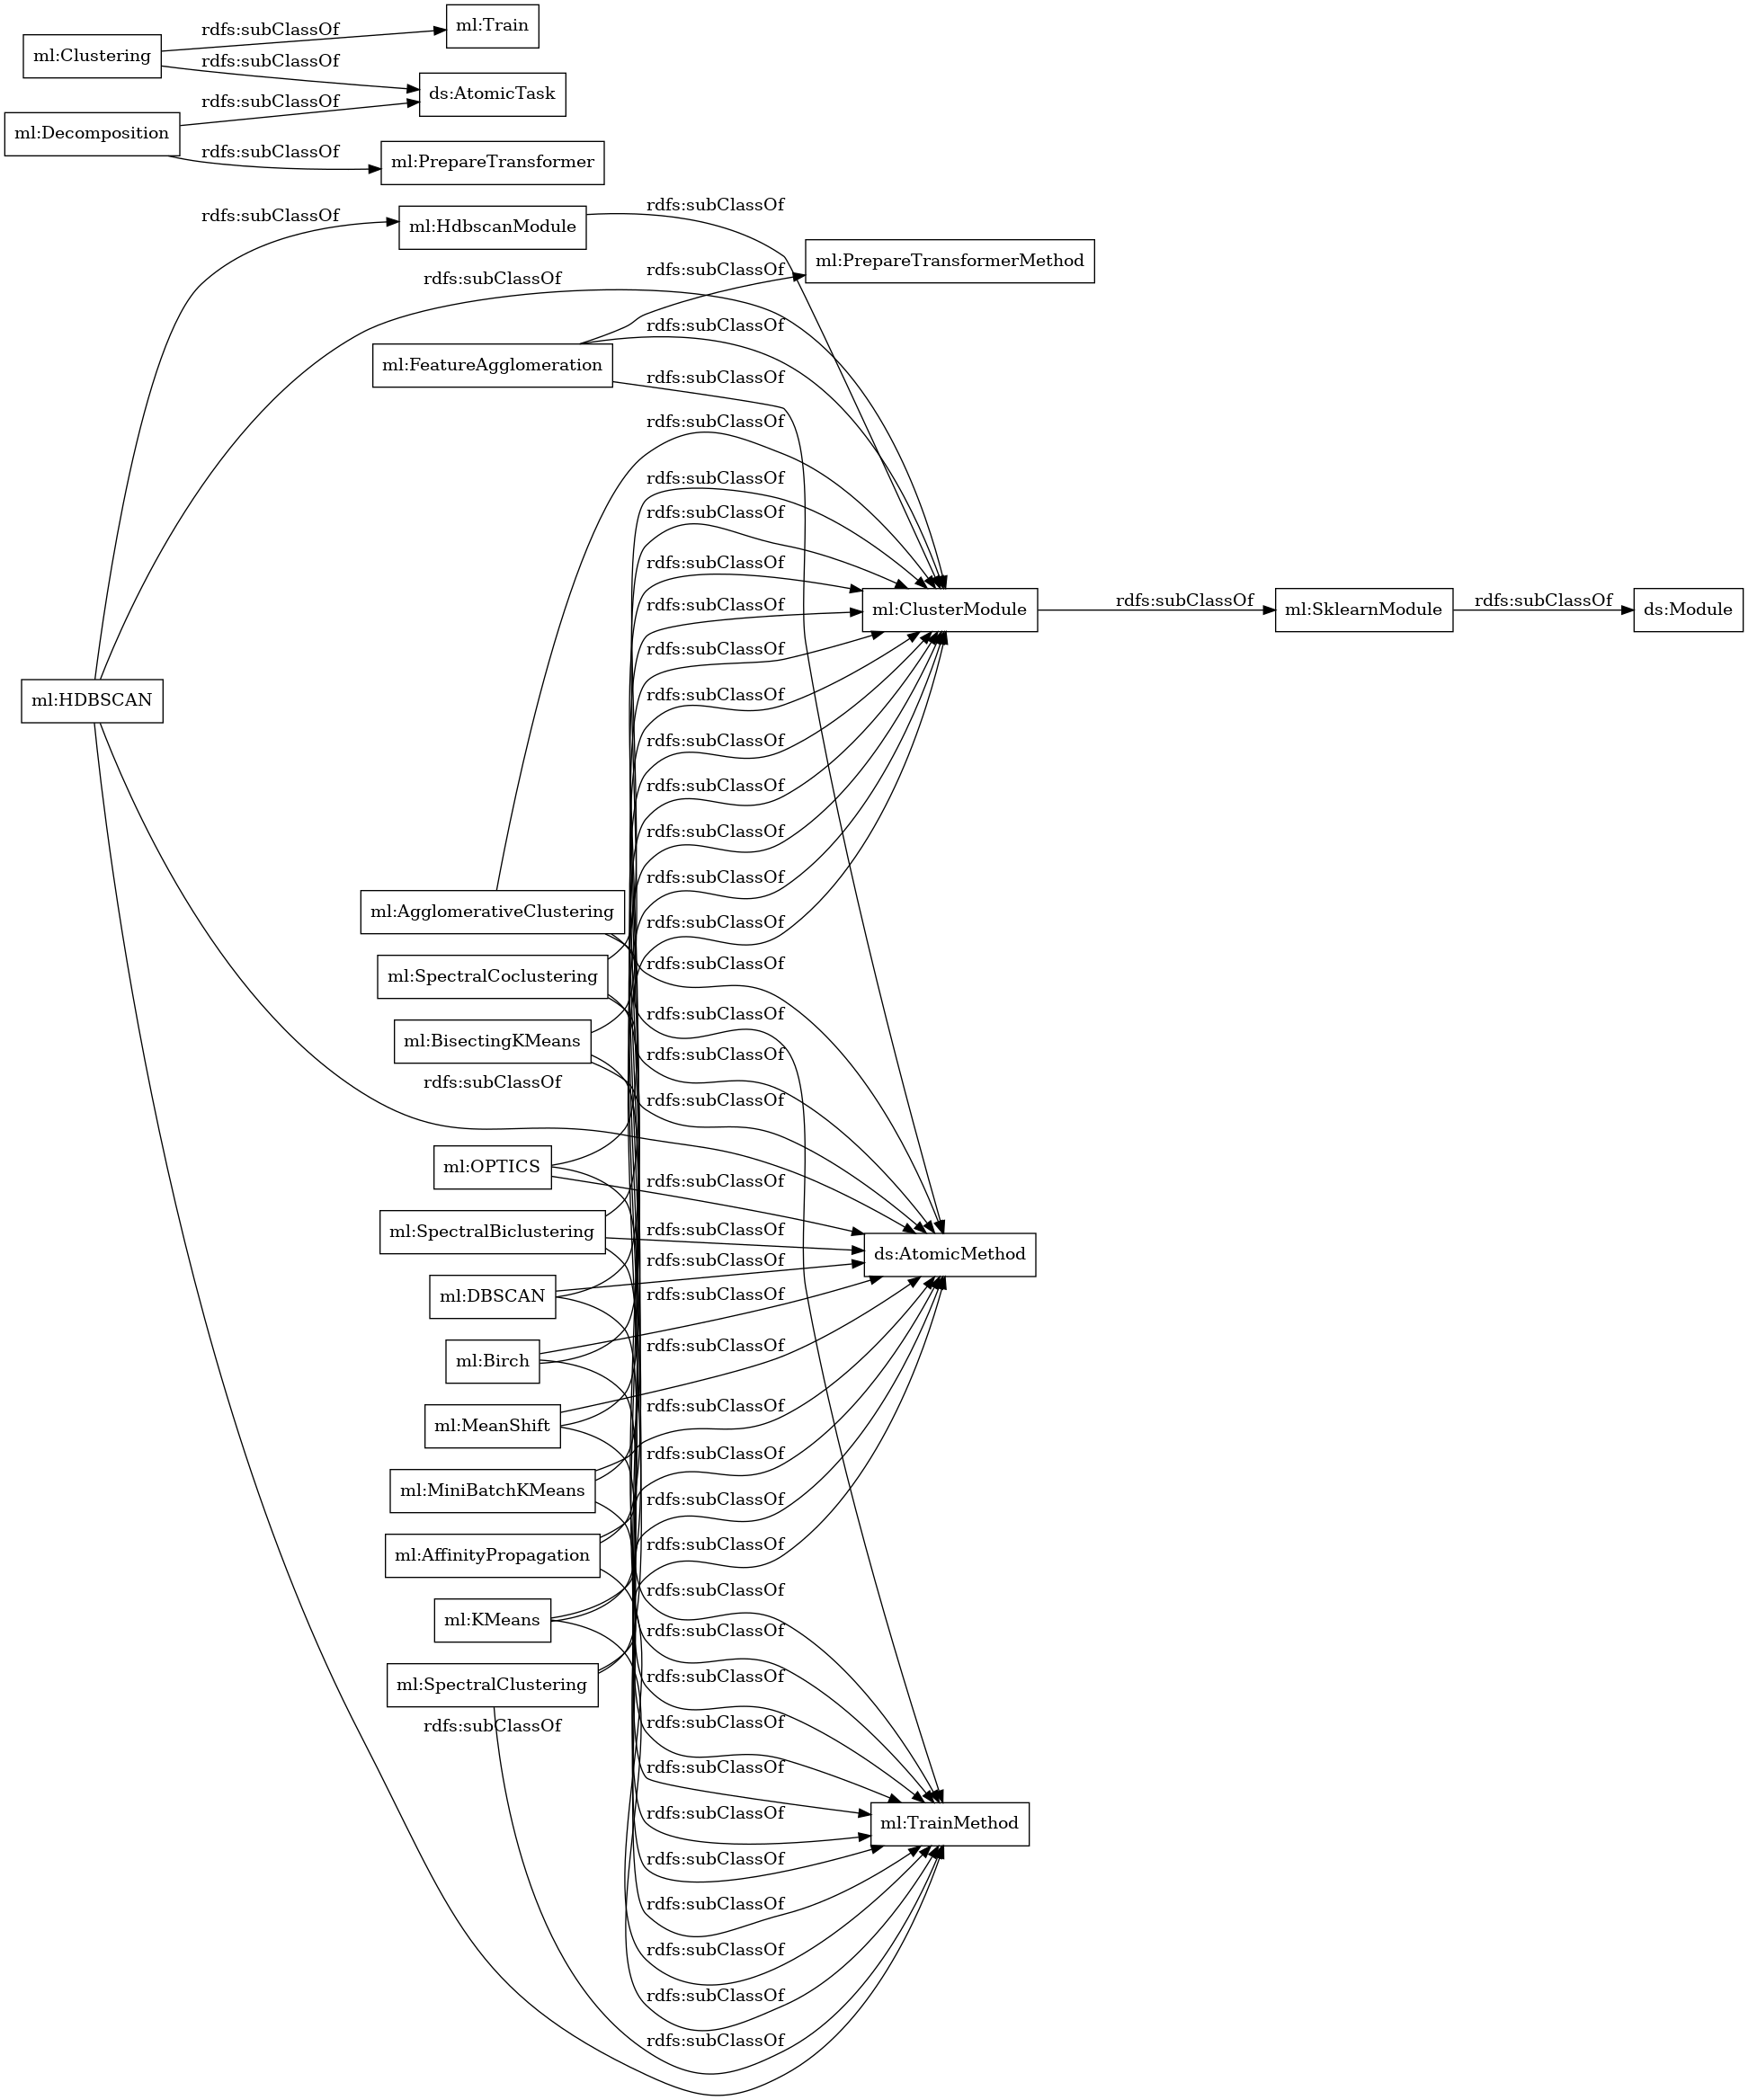 rdfs:subClassOf
ml:Train
ml:Clustering
rdfs:subClassOf
ds:AtomicTask
rdfs:subClassOf
ml:Decomposition
rdfs:subClassOf
ml:PrepareTransformer
rdfs:subClassOf
rdfs:subClassOf
ml:HdbscanModule
ml:PrepareTransformerMethod
rdfs:subClassOf
rdfs:subClassOf
rdfs:subClassOf
ml:FeatureAgglomeration
rdfs:subClassOf
rdfs:subClassOf
rdfs:subClassOf
rdfs:subClassOf
rdfs:subClassOf
rdfs:subClassOf
ml:ClusterModule
rdfs:subClassOf
ml:SklearnModule
rdfs:subClassOf
ds:Module
rdfs:subClassOf
rdfs:subClassOf
ml:HDBSCAN
rdfs:subClassOf
rdfs:subClassOf
rdfs:subClassOf
rdfs:subClassOf
ml:AgglomerativeClustering
rdfs:subClassOf
rdfs:subClassOf
ml:SpectralCoclustering
rdfs:subClassOf
ml:BisectingKMeans
rdfs:subClassOf
rdfs:subClassOf
rdfs:subClassOf
ml:OPTICS
rdfs:subClassOf
ml:SpectralBiclustering
rdfs:subClassOf
ds:AtomicMethod
rdfs:subClassOf
ml:DBSCAN
rdfs:subClassOf
rdfs:subClassOf
ml:Birch
rdfs:subClassOf
ml:MeanShift
rdfs:subClassOf
ml:MiniBatchKMeans
rdfs:subClassOf
rdfs:subClassOf
ml:AffinityPropagation
rdfs:subClassOf
ml:KMeans
rdfs:subClassOf
rdfs:subClassOf
ml:SpectralClustering
rdfs:subClassOf
rdfs:subClassOf
rdfs:subClassOf
rdfs:subClassOf
ml:TrainMethod
rdfs:subClassOf
rdfs:subClassOf
rdfs:subClassOf
rdfs:subClassOf
rdfs:subClassOf